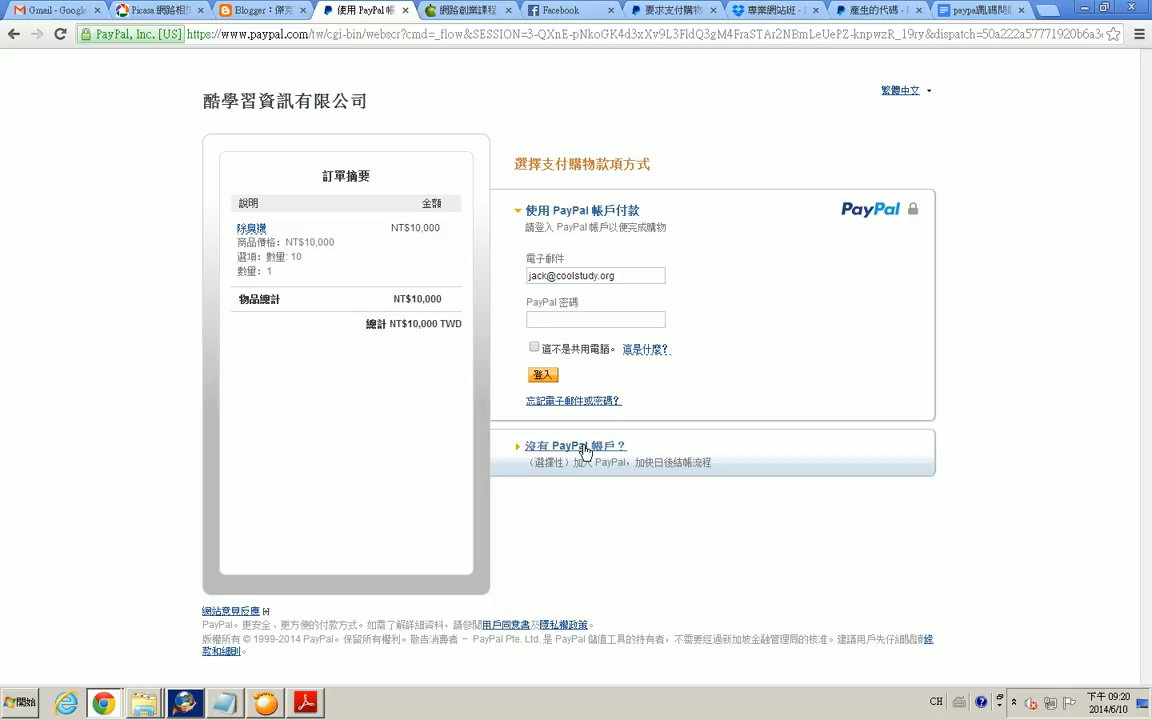 Gmail - Google
Picasa 網路相
Blogger：傑克
使用 PayPal 帳
網路創業課程
Facebook
要求支付購物
專業網站班 -
產生的代碼 - P
paypal亂碼問
PayPal, Inc. [US]
https://www.paypal.com/tw/cgi-bin/webscr?cmd=_flow&SESSION=3-QXnE-pNkoGK4d3xXv9L3FldQ3gM4FraSTAr2NBmLeUePZ-knpwzR_19ry&dispatch=50a222a57771920b6a3
酷學習資訊有限公司
繁體中文
訂單摘要
說明 金額
除臭襪 NT$10,000
商品價格：NT$10,000
選項：數量: 10
數量：1
物品總計 NT$10,000
總計 NT$10,000 TWD
選擇支付購物款項方式
使用 PayPal 帳戶付款
PayPal
請登入 PayPal 帳戶以便完成購物
電子郵件
jack@coolstudy.org
PayPal 密碼
這不是共用電腦。 這是什麼？
登入
忘記電子郵件或密碼？
沒有 PayPal 帳戶？
（選擇性）加入 PayPal，加快日後結帳流程
網站意見反應 [+]
PayPal。更安全、更方便的付款方式。如需了解詳細資料，請參閱用戶同意書及隱私權政策。
版權所有 © 1999-2014 PayPal。保留所有權利。敬告消費者 – PayPal Pte. Ltd.是 PayPal 儲值工具的持有者，不需要經過新加坡金融管理局的核准。建議用戶先仔細閱讀條
款和細則。
開始
CH
下午 09:20
2014/6/10